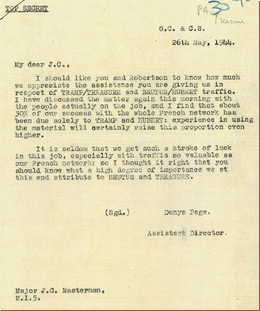 TOP SECRET
G.C. & C.S.
26th May, 1944.
My dear J.C.,
I should like you and Robertson to know how much
we appreciate the assistance you are giving us in
respect of TRAMP/TREASURE and BRUTUS/HUBERT traffic.
I have discussed the matter again this morning with
the people actually on the job, and I find that about
30% of our success with the whole French network has
been due solely to TRAMP and HUBERT: experience in using
the material will certainly raise this proportion even
higher.
It is seldom that we get such a stroke of luck
in this job, especially with traffic so valuable as
our French network: so I thought it right that you
should know what a high degree of importance we at
this end attribute to BRUTUS and TREASURE.
(Sgd.) Denys Page.
Assistant Director.
Major J.C. Masterman,
M.I.5.